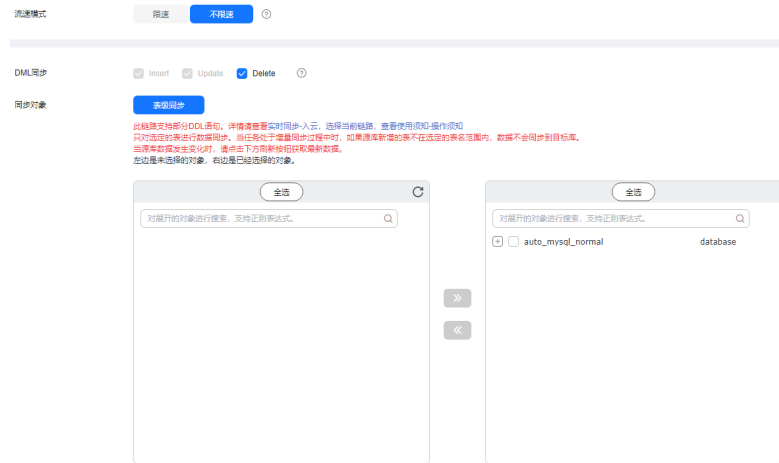 流速模式 限速 不限速
DML同步 Insert Update Delete
同步对象 表级同步
此链路支持部分DDL语句。详情请查看实时同步-入云，选择当前链路，查看使用须知-操作须知
只对选定的表进行数据同步。当任务处于增量同步过程中时，如果源库新增的表不在选定的表名范围内，数据不会同步到目标库。
当源库数据发生变化时，请点击下方刷新按钮获取最新数据。
左边是未选择的对象，右边是已经选择的对象。
全选 全选
对展开的对象进行搜索，支持正则表达式。 对展开的对象进行搜索，支持正则表达式。
auto_mysql_normal database